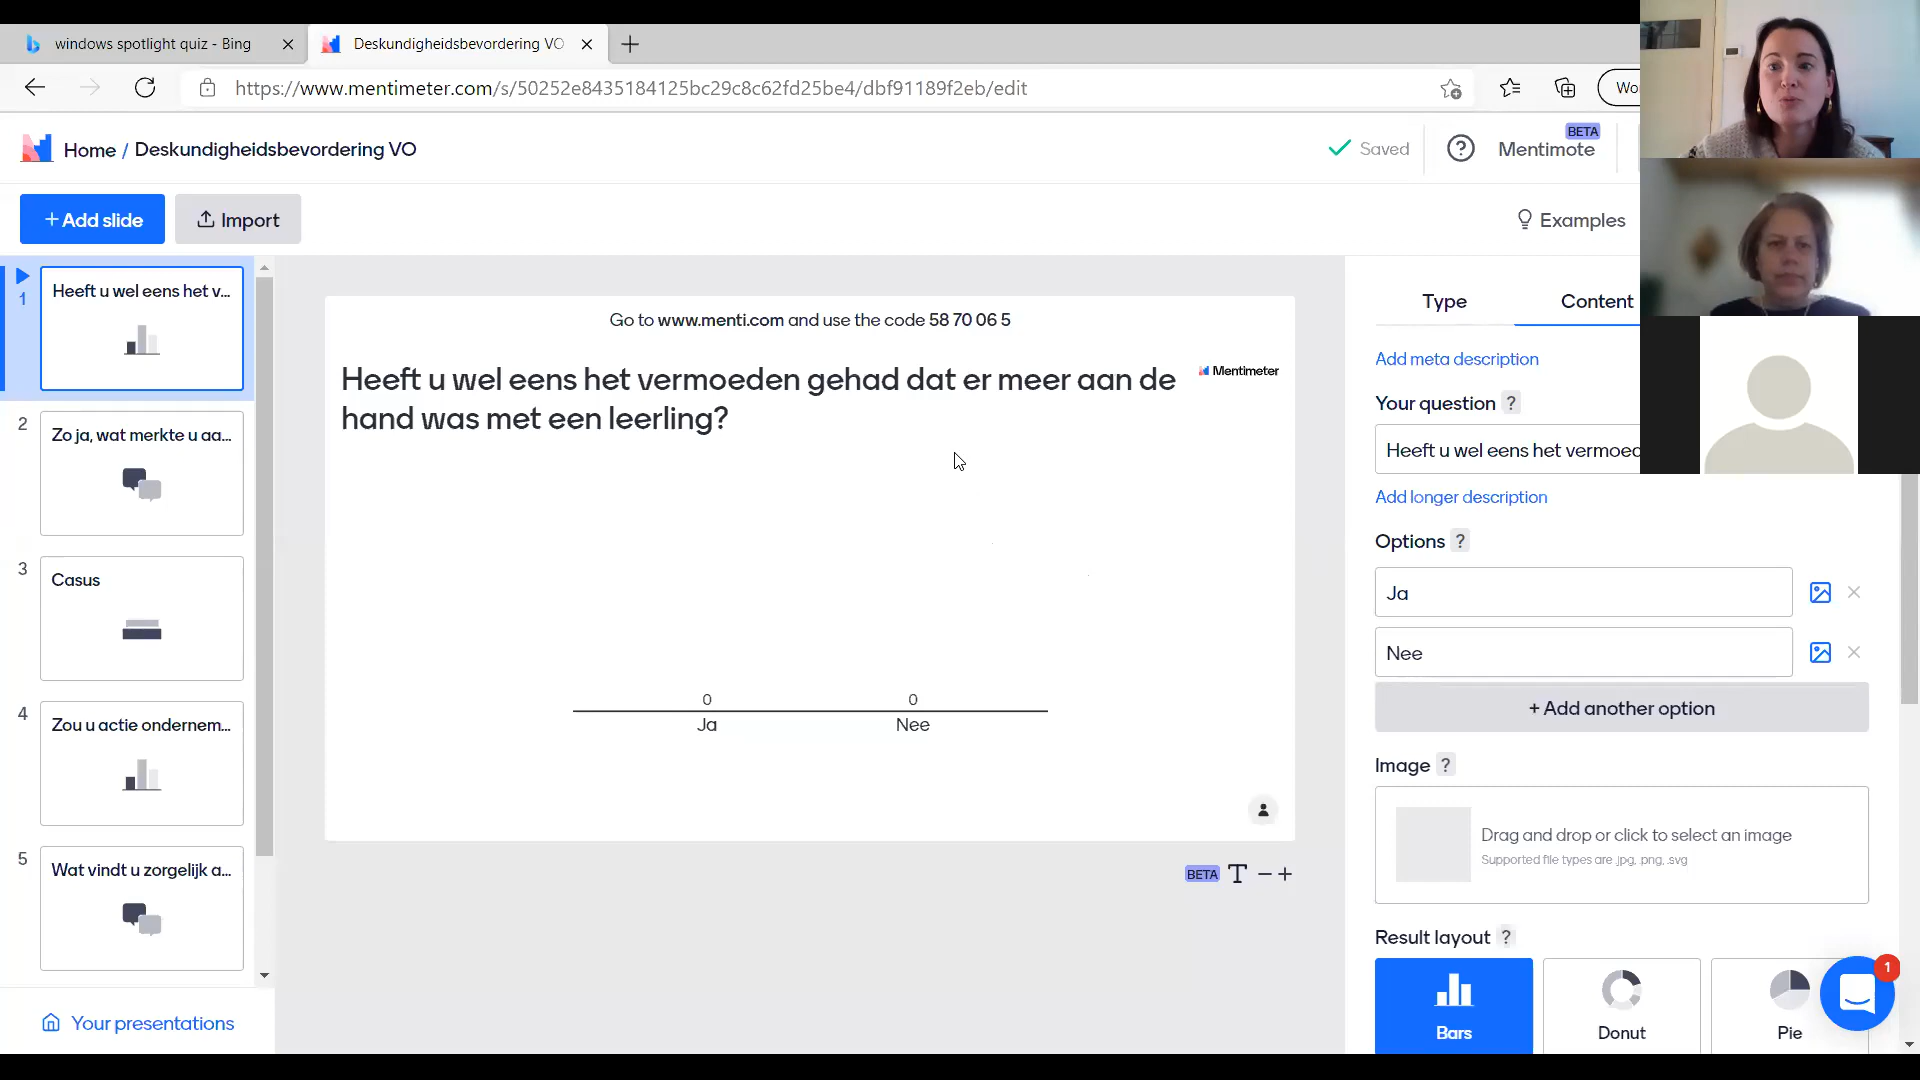 windows spotlight quiz - Bing
Deskundigheidsbevordering VO
https://www.mentimeter.com/s/50252e8435184125bc29c8c62fd25be4/dbf91189f2eb/edit
Home / Deskundigheidsbevordering VO
Saved
?
Mentimote
BETA
+ Add slide
Import
Examples
1
Heeft u wel eens het v...
2
Zo ja, wat merkte u aa...
3
Casus
4
Zou u actie ondernem...
5
Wat vindt u zorgelijk a...
Your presentations
Go to www.menti.com and use the code 58 70 06 5
Heeft u wel eens het vermoeden gehad dat er meer aan de
hand was met een leerling?
Mentimeter
0 0
Ja Nee
BETA T − +
Type Content
Add meta description
Your question ?
Heeft u wel eens het vermoed
Add longer description
Options ?
Ja
Nee
+ Add another option
Image ?
Drag and drop or click to select an image
Supported file types are .jpg, .png, .svg
Result layout ?
Bars
Donut
Pie
1